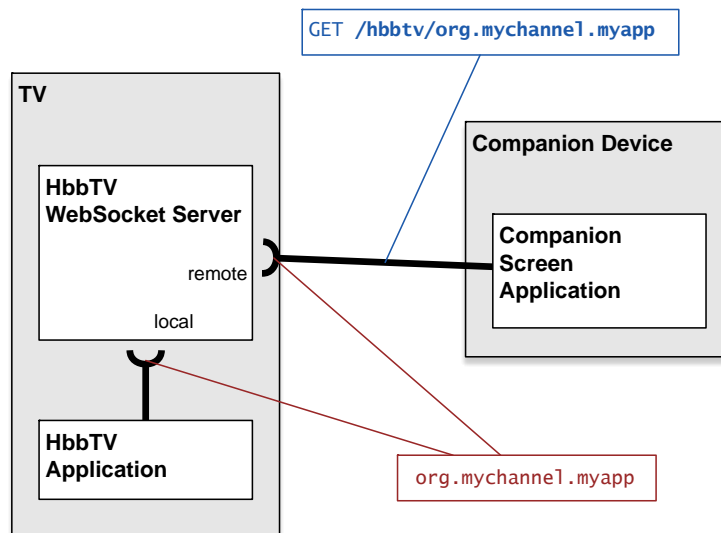 GET /hbbtv/org.mychannel.myapp
TV
HbbTV
WebSocket Server
remote
local
HbbTV
Application
Companion Device
Companion
Screen
Application
org.mychannel.myapp